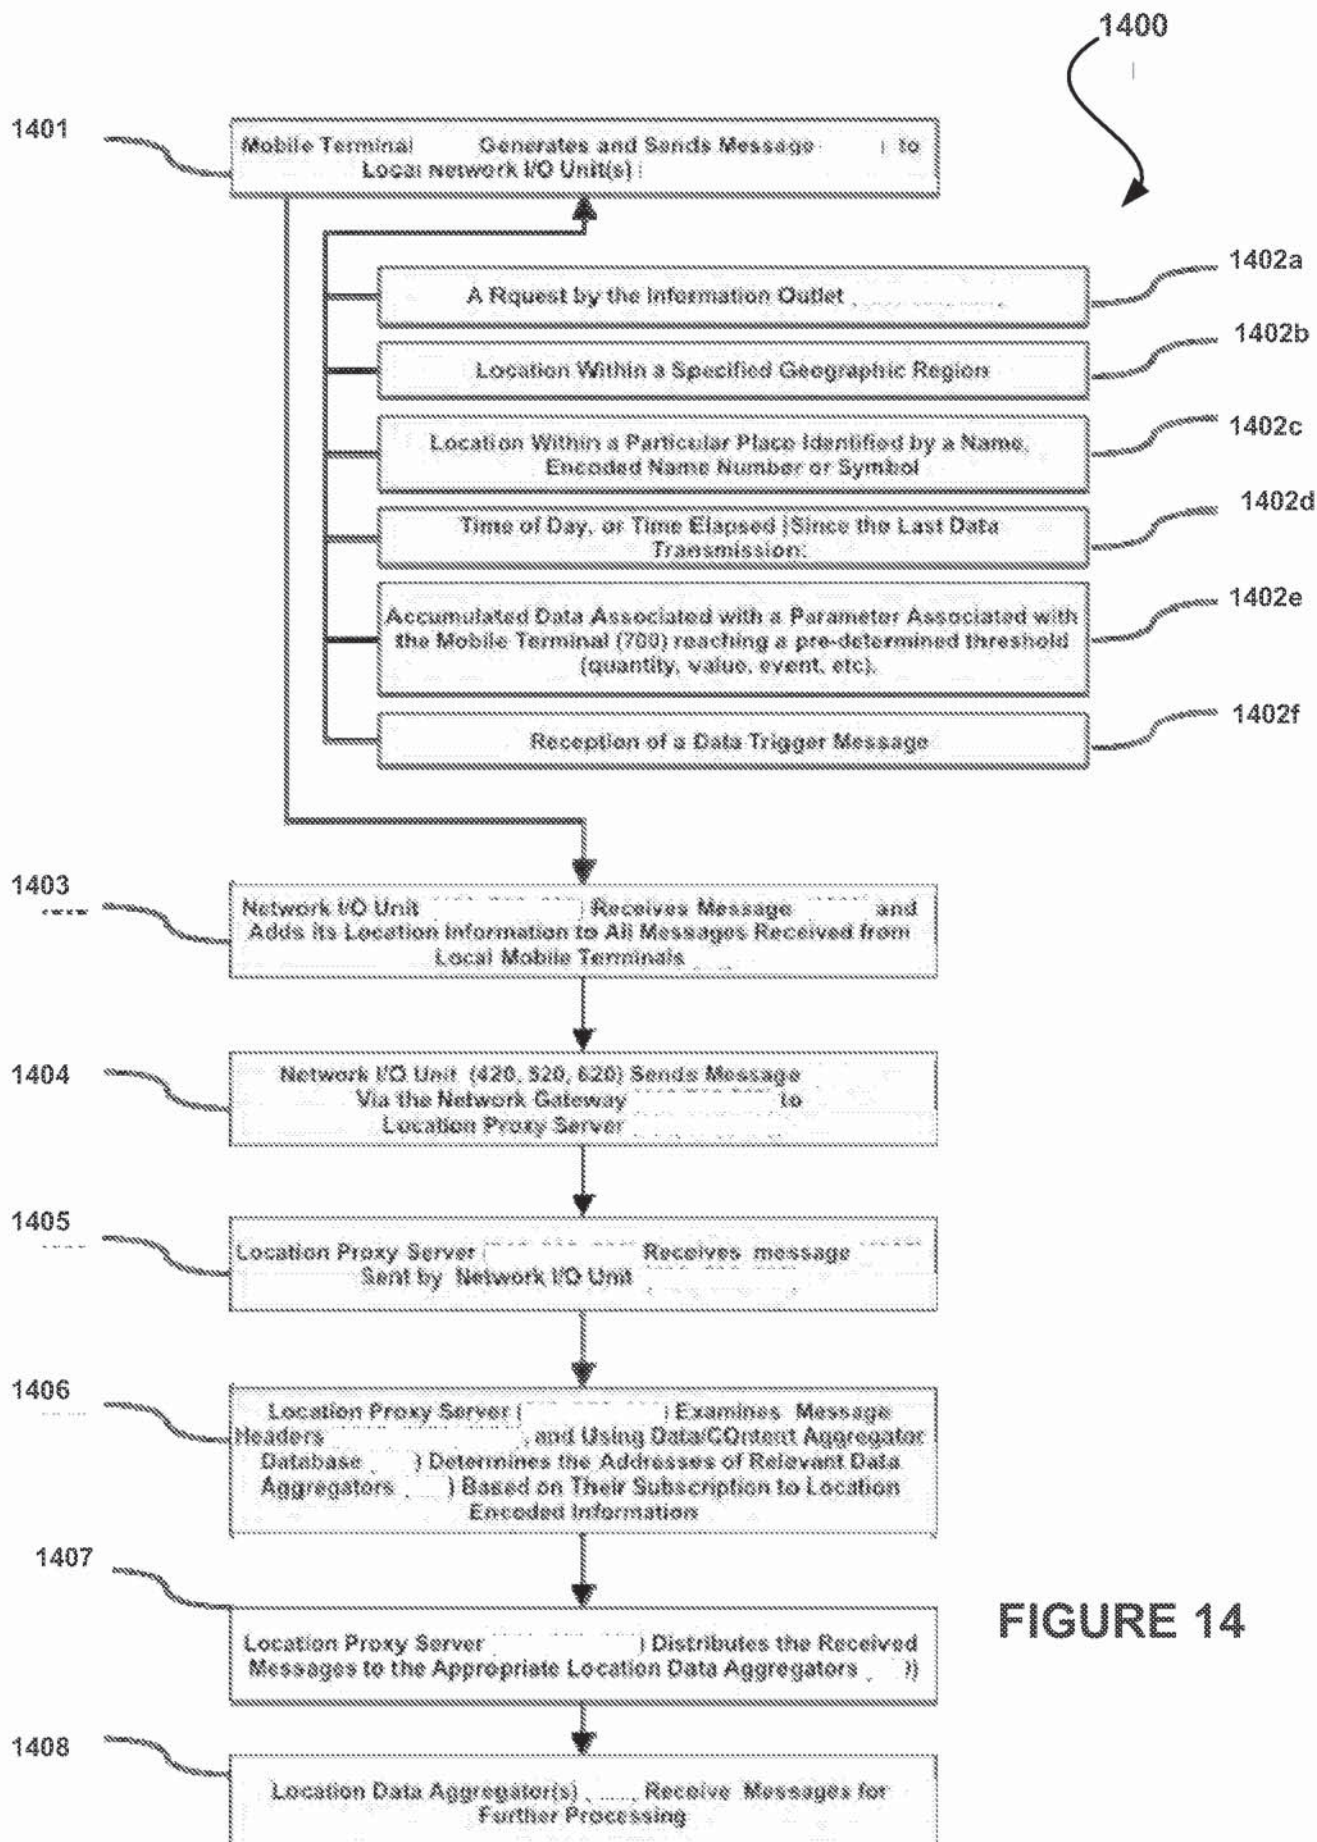 1400
1401
Mobile Terminal Generates and Sends Message to
Local Network I/O Unit(s)
1402a
A Rquest by the Information Outlet
1402b
Location Within a Specified Geographic Region
1402c
Location Within a Particular Place Identified by a Name,
Encoded Name Number or Symbol
1402d
Time of Day, or Time Elapsed Since the Last Data
Transmission.
1402e
Accumulated Data Associated with a Parameter Associated with
the Mobile Terminal (700) reaching a pre-determined threshold
(quantity, value, event, etc).
1402f
Reception of a Data Trigger Message
1403
Network I/O Unit ) Receives Message and
Adds its Location Information to All Messages Received from
Local Mobile Terminals
1404
Network I/O Unit (420, 520, 620) Sends Message
Via the Network Gateway to
Location Proxy Server
1405
Location Proxy Server ( Receives message
Sent by Network I/O Unit
1406
Location Proxy Server ( ) Examines Message
Headers , and Using Data/COntent Aggregator
Database ) Determines the Addresses of Relevant Data
Aggregators ) Based on Their Subscription to Location
Encoded Information
1407
Location Proxy Server ) Distributes the Received
Messages to the Appropriate Location Data Aggregators ))
FIGURE 14
1408
Location Data Aggregator(s) Receive Messages for
Further Processing